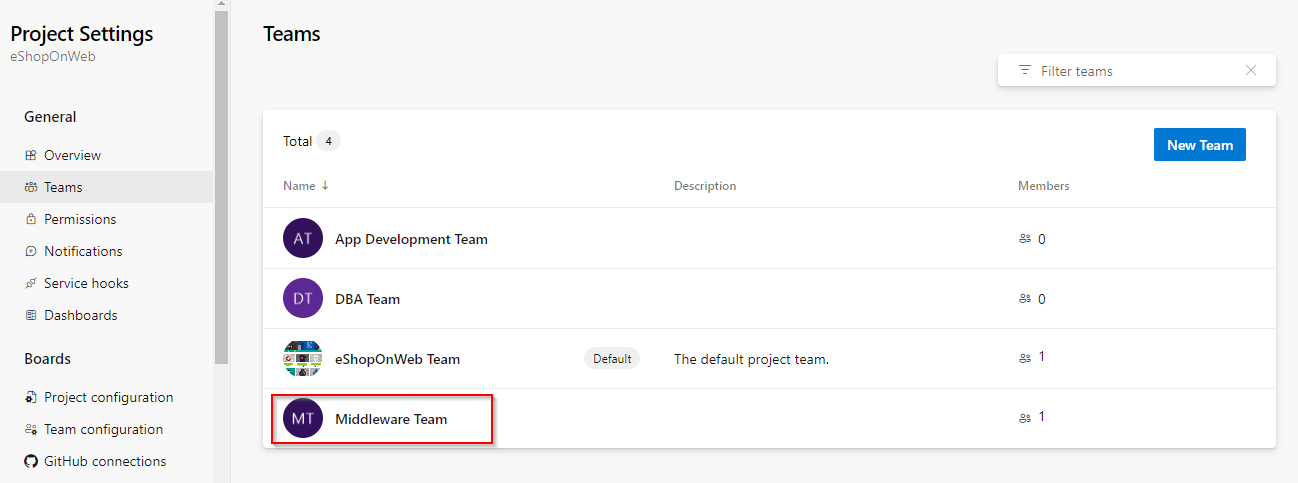 Project Settings
eShopOnWeb
General
Overview
Teams
Permissions
Notifications
Service hooks
Dashboards
Boards
Project configuration
Team configuration
GitHub connections
Teams
Filter teams
Total 4
New Team
Name ↓ Description Members
AT App Development Team 0
DT DBA Team 0
eShopOnWeb Team Default The default project team. 1
MT Middleware Team 1